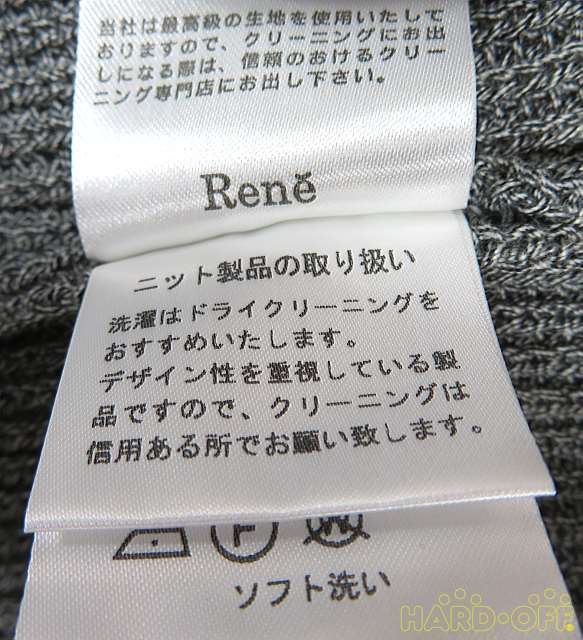 当社は最高級の生地を使用いたして
おりますので、クリーニングにお出
しになる際は、信頼のおけるクリー
ニング専門店にお出し下さい。
Renĕ
ニット製品の取り扱い
洗濯はドライクリーニングを
おすすめいたします。
デザイン性を重視している製
品ですので、クリーニングは
信用ある所でお願い致します。
F W
ソフト洗い
HARD-OFF